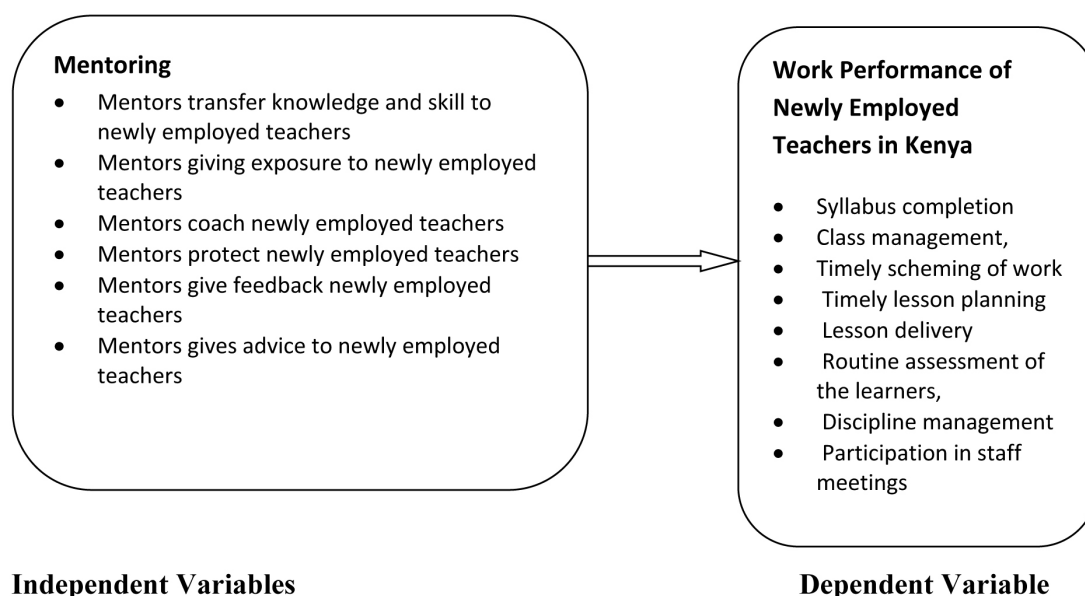 Mentoring
• Mentors transfer knowledge and skill to
newly employed teachers
• Mentors giving exposure to newly employed
teachers
• Mentors coach newly employed teachers
• Mentors protect newly employed teachers
• Mentors give feedback newly employed
teachers
• Mentors gives advice to newly employed
teachers
Work Performance of
Newly Employed
Teachers in Kenya
• Syllabus completion
• Class management,
• Timely scheming of work
• Timely lesson planning
• Lesson delivery
• Routine assessment of
the learners,
• Discipline management
• Participation in staff
meetings
Independent Variables
Dependent Variable